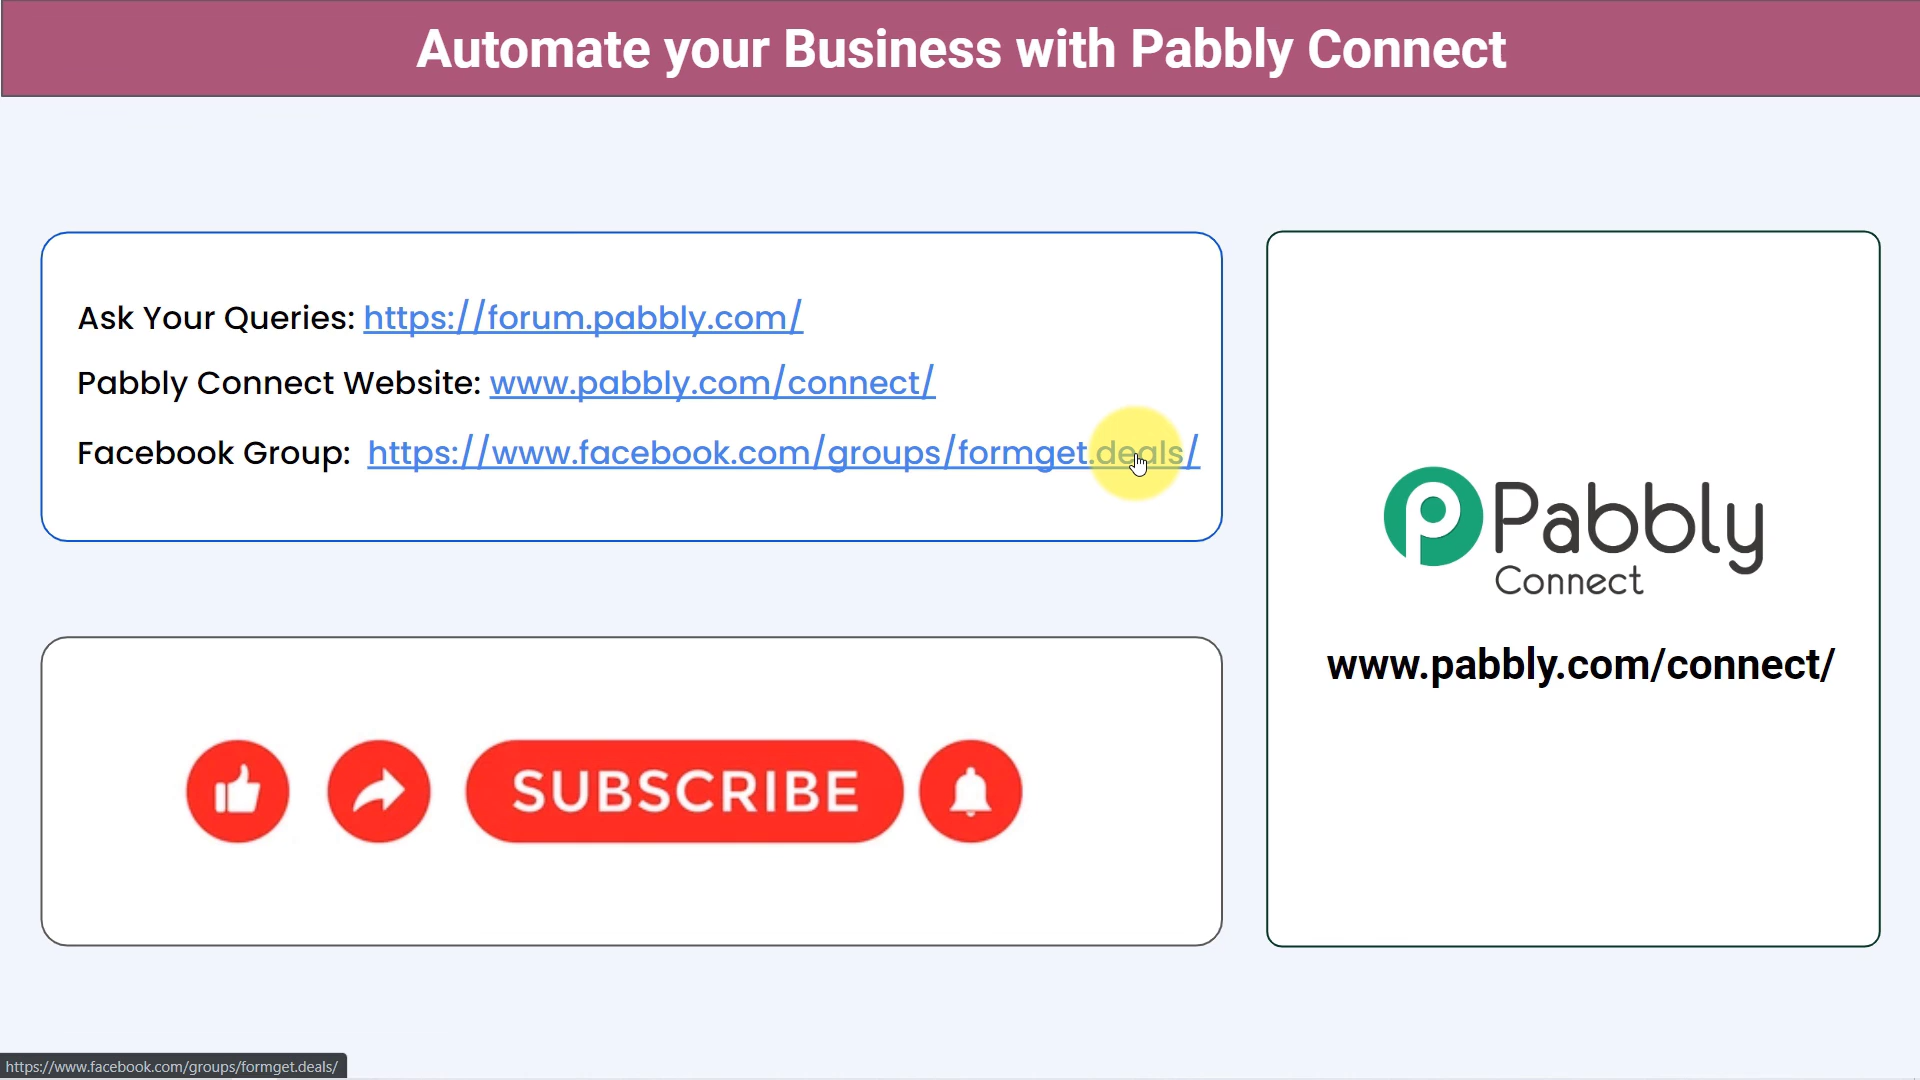 Automate your Business with Pabbly Connect
Ask Your Queries: https://forum.pabbly.com/
Pabbly Connect Website: www.pabbly.com/connect/
Facebook Group: https://www.facebook.com/groups/formget.deals/
Pabbly
Connect
www.pabbly.com/connect/
SUBSCRIBE
https://www.facebook.com/groups/formget.deals/